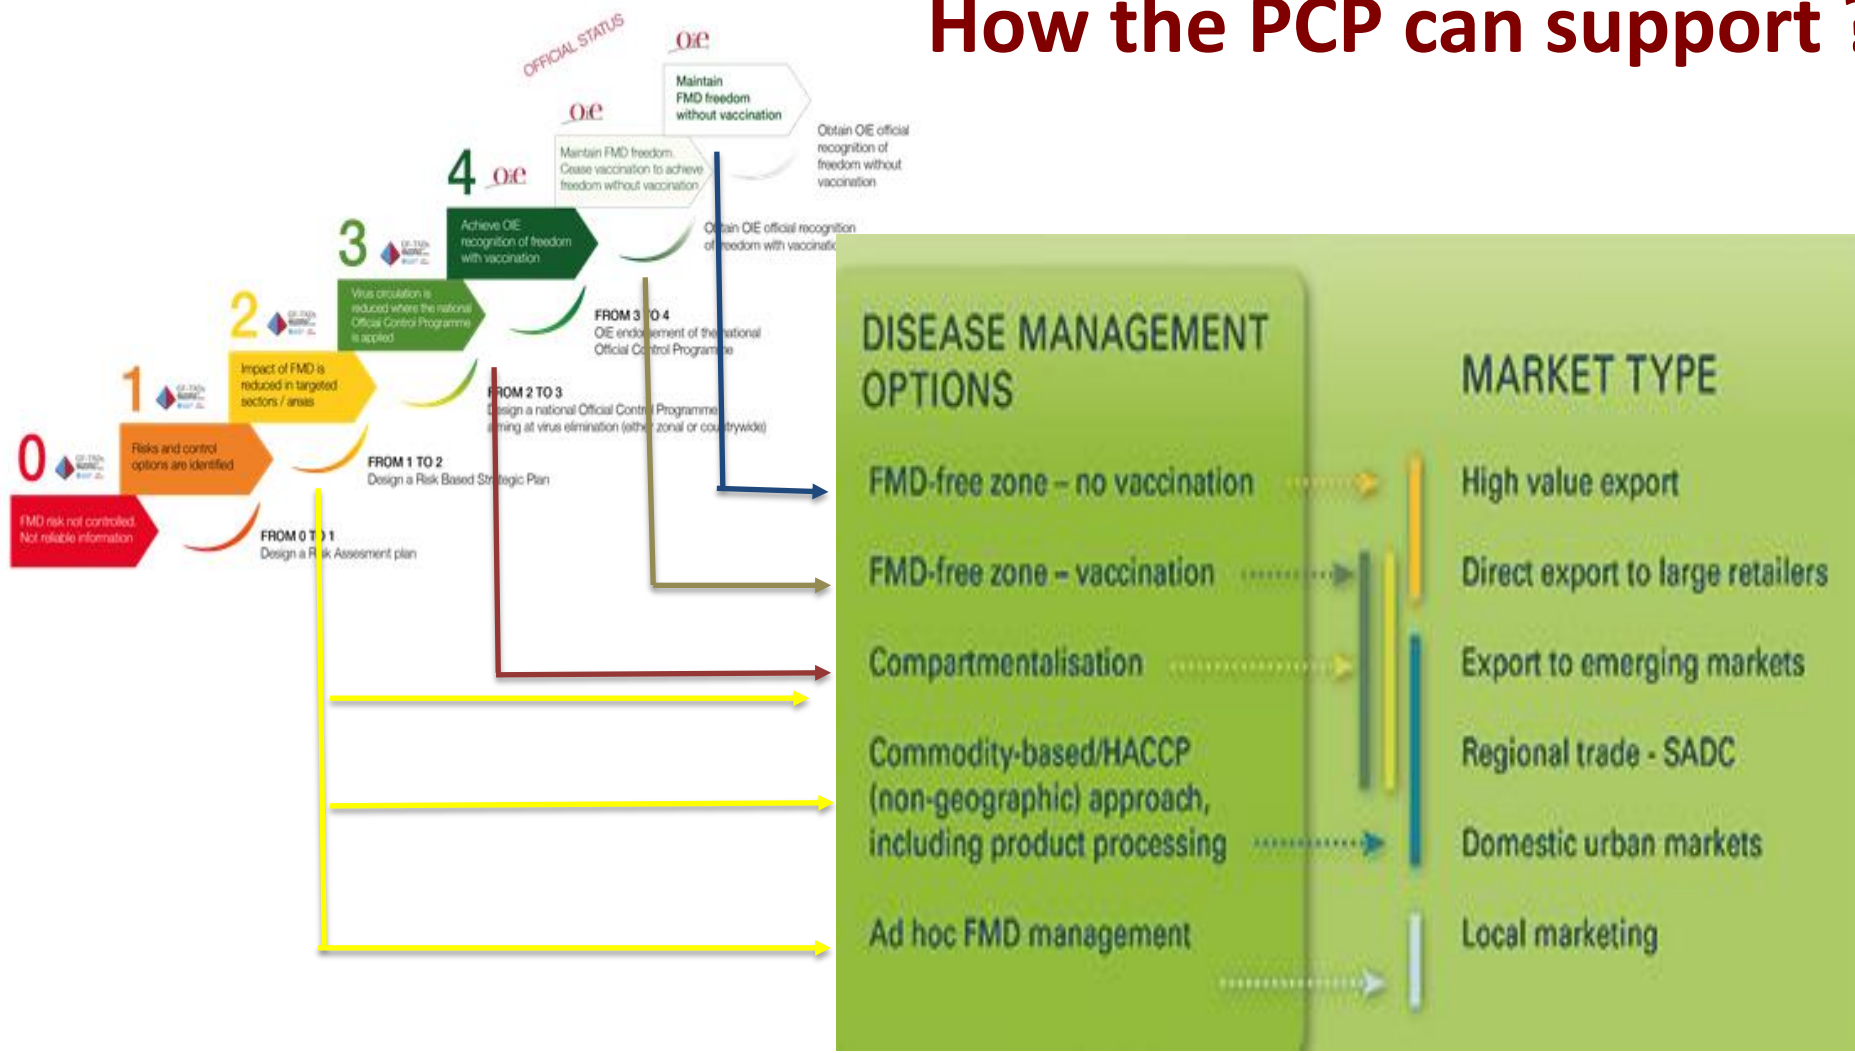 How the PCP can support ?
OFFICIAL STATUS
OiE
Maintain
FMD freedom
without vaccination
Obtain OIE official
recognition of
freedom without
vaccination
OiE
Maintain FMD freedom.
Cease vaccination to achieve
freedom without vaccination
Obtain OIE official recognition
of freedom with
4
OiE
Achieve OIE
recognition of freedom
with vaccination
FROM 3 TO 4
OIE endorsement of the national
Official Control Programme
3
Virus circulation is
reduced where the national
Official Control Programme
is applied
FROM 2 TO 3
Design a national Official Control Programme
aiming at virus elimination (either zonal or countrywide)
2
Impact of FMD is
reduced in targeted
sectors / areas
FROM 1 TO 2
Design a Risk Based Strategic Plan
1
Risks and control
options are identified
FROM 0 TO 1
Design a Risk Assesment plan
0
FMD risk not controlled.
Not reliable information
DISEASE MANAGEMENT
OPTIONS
FMD-free zone – no vaccination
FMD-free zone – vaccination
Compartmentalisation
Commodity-based/HACCP
(non-geographic) approach,
including product processing
Ad hoc FMD management
MARKET TYPE
High value export
Direct export to large retailers
Export to emerging markets
Regional trade - SADC
Domestic urban markets
Local marketing